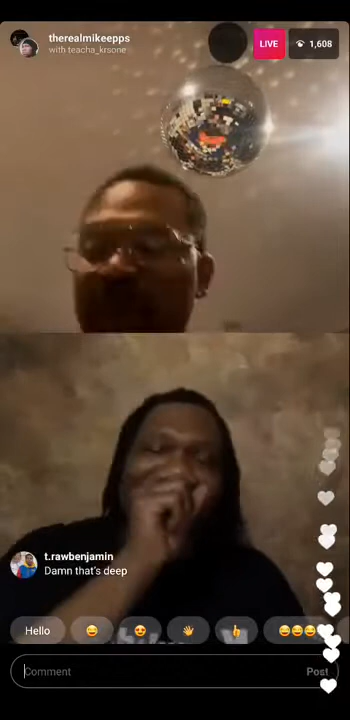 therealmikeepps
with teacha_krsone
LIVE
1,608
t.rawbenjamin
Damn that's deep
Hello
Comment
Post